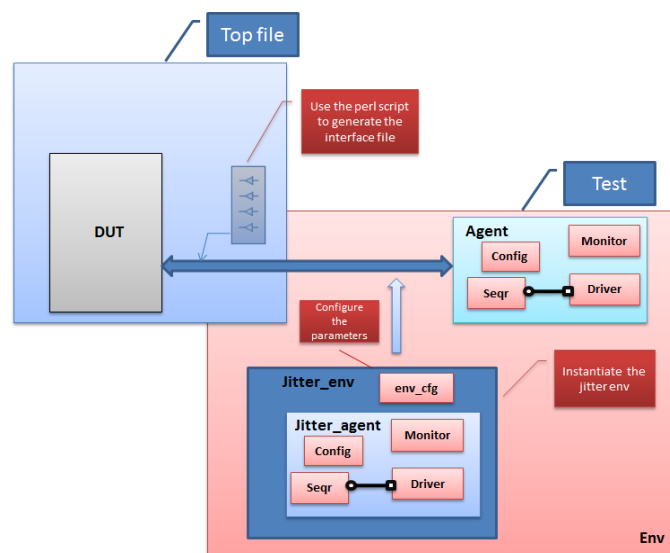 Top file
Use the perl script
to generate the
interface file
Test
DUT
Agent
Monitor
Config
Seqr
Driver
Configure
the
parameters
Instantiate the
jitter env
Jitter_env
env_cfg
Jitter_agent
Monitor
Config
Seqr
Driver
Env